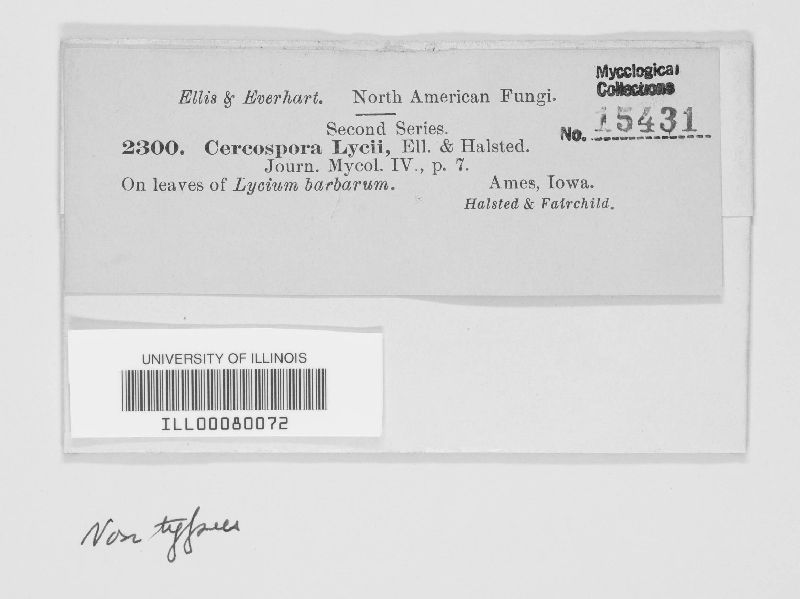 Ellis & Everhart. North American Fungi.
Second Series.
Mycological
Collections
No. 15431
2300. Cercospora Lycii, Ell. & Halsted.
Journ. Mycol. IV., p. 7.
On leaves of Lycium barbarum. Ames, Iowa.
Halsted & Fairchild.
UNIVERSITY OF ILLINOIS
ILL00080072
Non